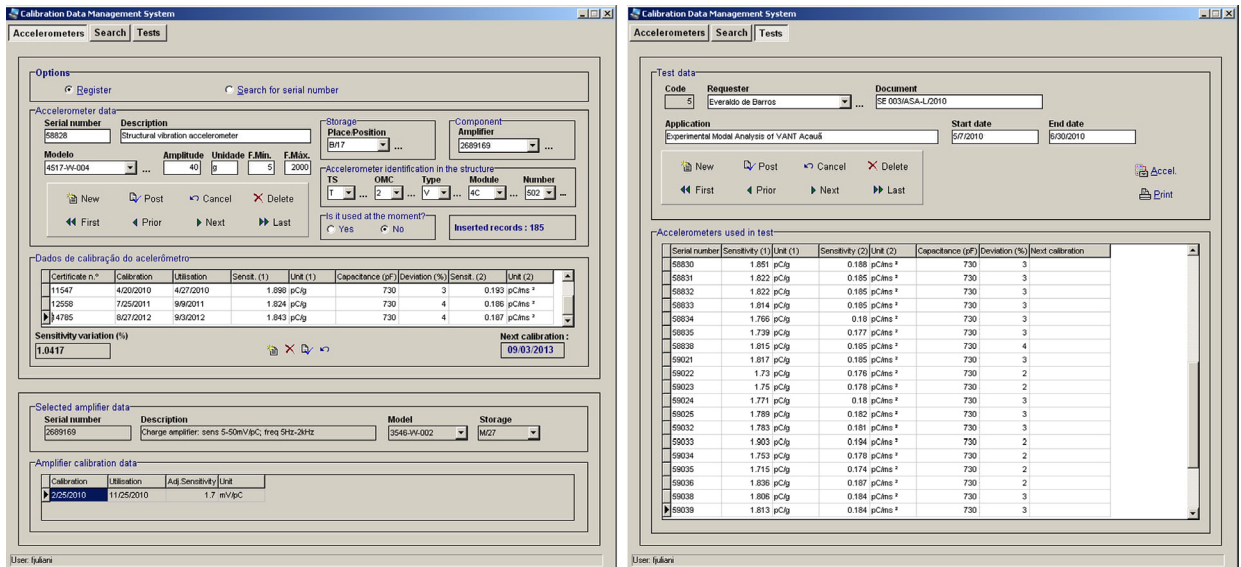 Calibration Data Management System
Accelerometers Search Tests
Options
Register Search for serial number
Accelerometer data
Serial number Description
58828 Structural vibration accelerometer
Storage
Place/Position
B/17 ...
Component
Amplifier
2689169 ...
Modelo Amplitude Unidade F.Min. F.Máx.
4517-W-004 ... 40 g 5 2000
Accelerometer identification in the structure
TS OMC Type Module Number
T ... 2 ... V ... 4C ... 502 ...
New Post Cancel Delete
First Prior Next Last
Is it used at the moment?
Yes No
Inserted records : 185
Dados de calibração do acelerômetro
Certificate n.º Calibration Utilisation Sensit. (1) Unit (1) Capacitance (pF) Deviation (%) Sensit. (2) Unit (2)
11547 4/20/2010 4/27/2010 1.898 pC/g 730 3 0.193 pC/ms ²
12558 7/25/2011 9/9/2011 1.824 pC/g 730 4 0.186 pC/ms ²
14785 8/27/2012 9/3/2012 1.843 pC/g 730 4 0.187 pC/ms ²
Sensitivity variation (%) Next calibration :
1.0417 09/03/2013
Selected amplifier data
Serial number Description Model Storage
2689169 Charge amplifier: sens 5-50mV/pC; freq 5Hz-2kHz 3546-W-002 M/27
Amplifier calibration data
Calibration Utilisation Adj.Sensitivity Unit
2/25/2010 11/25/2010 1.7 mV/pC
User: fjuliani
Calibration Data Management System
Accelerometers Search Tests
Test data
Code Requester Document
5 Everaldo de Barros ... SE 003/ASA-L/2010
Application Start date End date
Experimental Modal Analysis of VANT Acauã 5/7/2010 6/30/2010
New Post Cancel Delete
First Prior Next Last
Accel.
Print
Accelerometers used in test
Serial number Sensitivity (1) Unit (1) Sensitivity (2) Unit (2) Capacitance (pF) Deviation (%) Next calibration
58830 1.851 pC/g 0.188 pC/ms ² 730 3
58831 1.822 pC/g 0.185 pC/ms ² 730 3
58832 1.822 pC/g 0.185 pC/ms ² 730 3
58833 1.814 pC/g 0.185 pC/ms ² 730 3
58834 1.766 pC/g 0.18 pC/ms ² 730 3
58835 1.739 pC/g 0.177 pC/ms ² 730 3
58838 1.815 pC/g 0.185 pC/ms ² 730 4
59021 1.817 pC/g 0.185 pC/ms ² 730 3
59022 1.73 pC/g 0.176 pC/ms ² 730 2
59023 1.75 pC/g 0.178 pC/ms ² 730 2
59024 1.771 pC/g 0.18 pC/ms ² 730 3
59025 1.789 pC/g 0.182 pC/ms ² 730 3
59032 1.783 pC/g 0.181 pC/ms ² 730 3
59033 1.903 pC/g 0.194 pC/ms ² 730 2
59034 1.753 pC/g 0.178 pC/ms ² 730 2
59035 1.715 pC/g 0.174 pC/ms ² 730 2
59036 1.836 pC/g 0.187 pC/ms ² 730 2
59038 1.806 pC/g 0.184 pC/ms ² 730 3
59039 1.813 pC/g 0.184 pC/ms ² 730 3
User: fjuliani